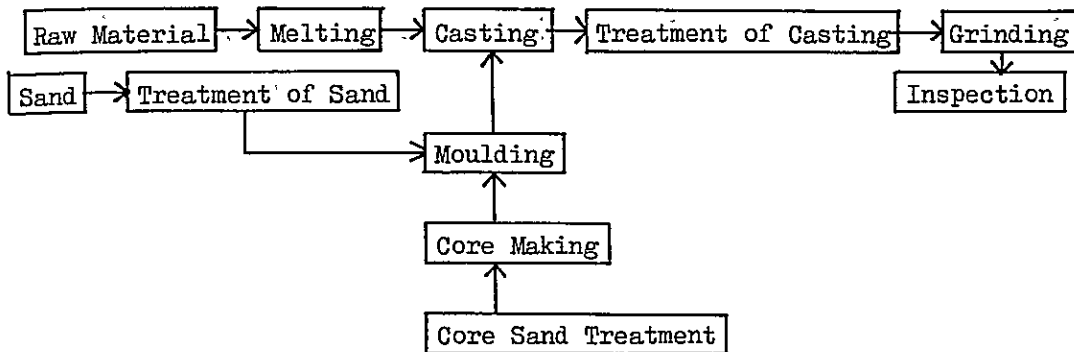 Raw Material
Melting
Casting
Treatment of Casting
Grinding
Sand
Treatment of Sand
Inspection
Moulding
Core Making
Core Sand Treatment